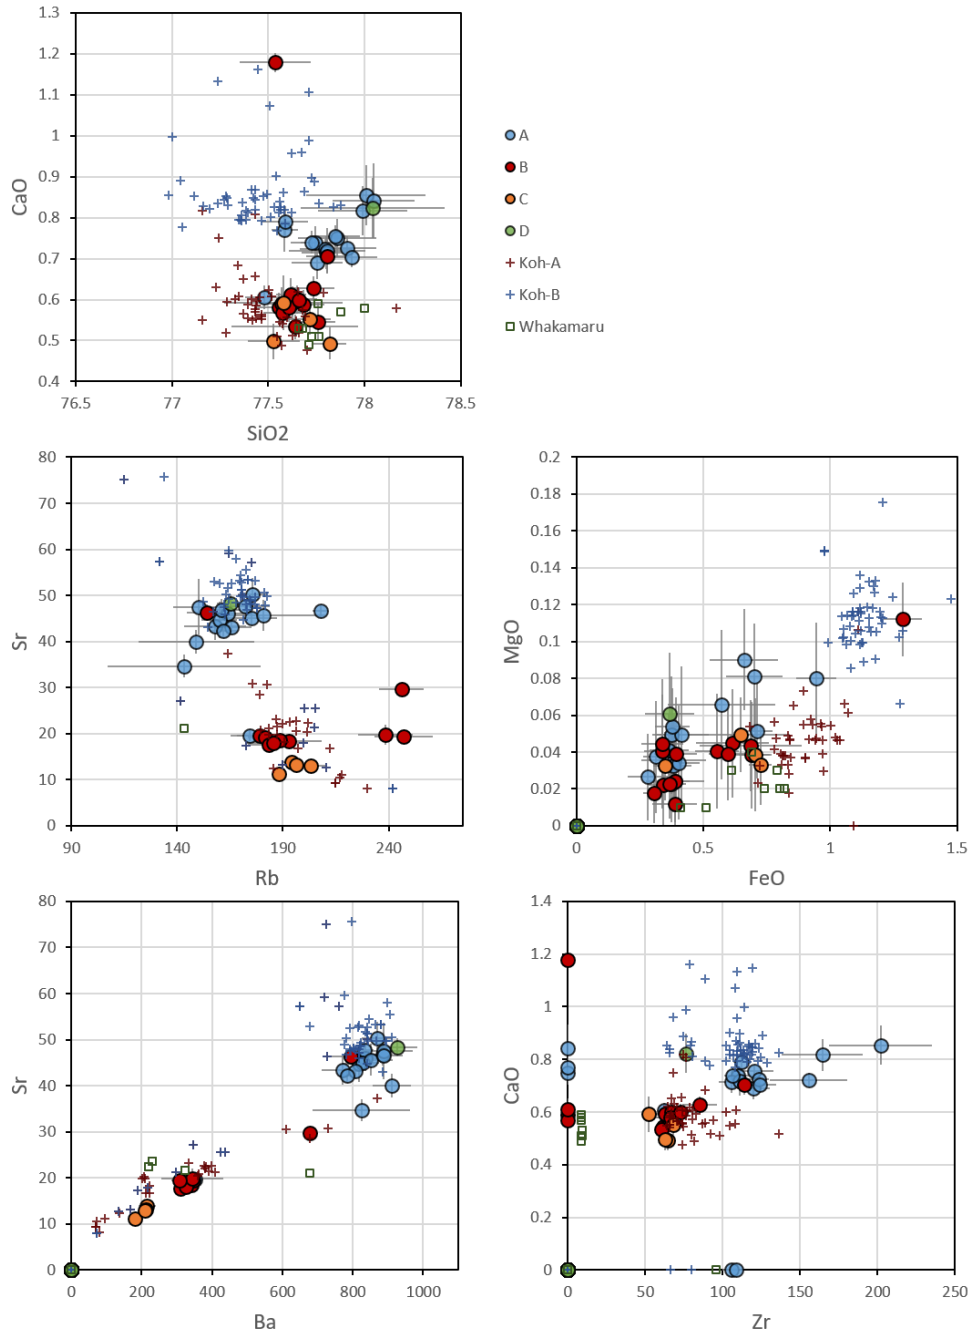 1.3
1.2
1.1
1
0.9
0.8
0.7
0.6
0.5
0.4
CaO
76.5 77 77.5 78 78.5
SiO2
A
B
C
D
Koh-A
Koh-B
Whakamaru
80
70
60
50
40
30
20
10
0
Sr
90 140 190 240
Rb
0.2
0.18
0.16
0.14
0.12
0.1
0.08
0.06
0.04
0.02
0
MgO
0 0.5 1 1.5
FeO
80
70
60
50
40
30
20
10
0
Sr
0 200 400 600 800 1000
Ba
1.4
1.2
1
0.8
0.6
0.4
0.2
0
CaO
0 50 100 150 200 250
Zr